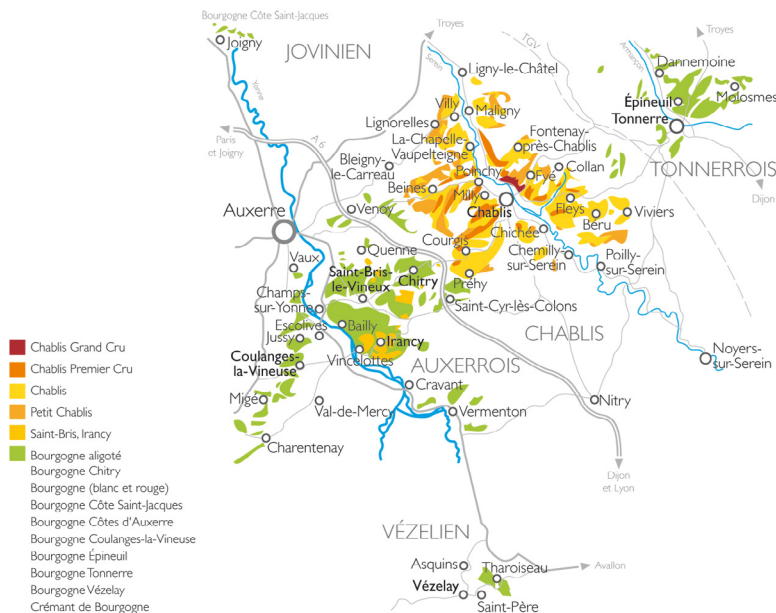 Bourgogne Côte Saint-Jacques
Joigny
JOVINIEN
Troyes
Serein
TGV
Armançon
Troyes
Yonne
Ligny-le-Châtel
Dannemoine
Molosmes
Villy
Maligny
Épineuil
Tonnerre
Lignorelles
A 6
Paris
et Joigny
La-Chapelle-
Vaupelteigne
Fontenay-
près-Chablis
Bleigny-
le-Carreau
Poinchy
Fyé
Collan
TONNERROIS
Dijon
Beines
Milly
Chablis
Fleys
Viviers
Béru
Auxerre
Venoy
Chichée
Courgis
Chemilly-
sur-Serein
Poilly-
sur-Serein
Quenne
Vaux
Saint-Bris-
le-Vineux
Chitry
Préhy
Champs-
sur-Yonne
Saint-Cyr-lès-Colons
Escolives
Bailly
CHABLIS
Jussy
Irancy
Noyers-
sur-Serein
Coulanges-
la-Vineuse
Vincelottes
AUXERROIS
Cravant
Migé
Val-de-Mercy
Vermenton
Nitry
Charentenay
Dijon
et Lyon
VÉZELIEN
Asquins
Tharoiseau
Avallon
Vézelay
Saint-Père
Chablis Grand Cru
Chablis Premier Cru
Chablis
Petit Chablis
Saint-Bris, Irancy
Bourgogne aligoté
Bourgogne Chitry
Bourgogne (blanc et rouge)
Bourgogne Côte Saint-Jacques
Bourgogne Côtes d'Auxerre
Bourgogne Coulanges-la-Vineuse
Bourgogne Épineuil
Bourgogne Tonnerre
Bourgogne Vézelay
Crémant de Bourgogne